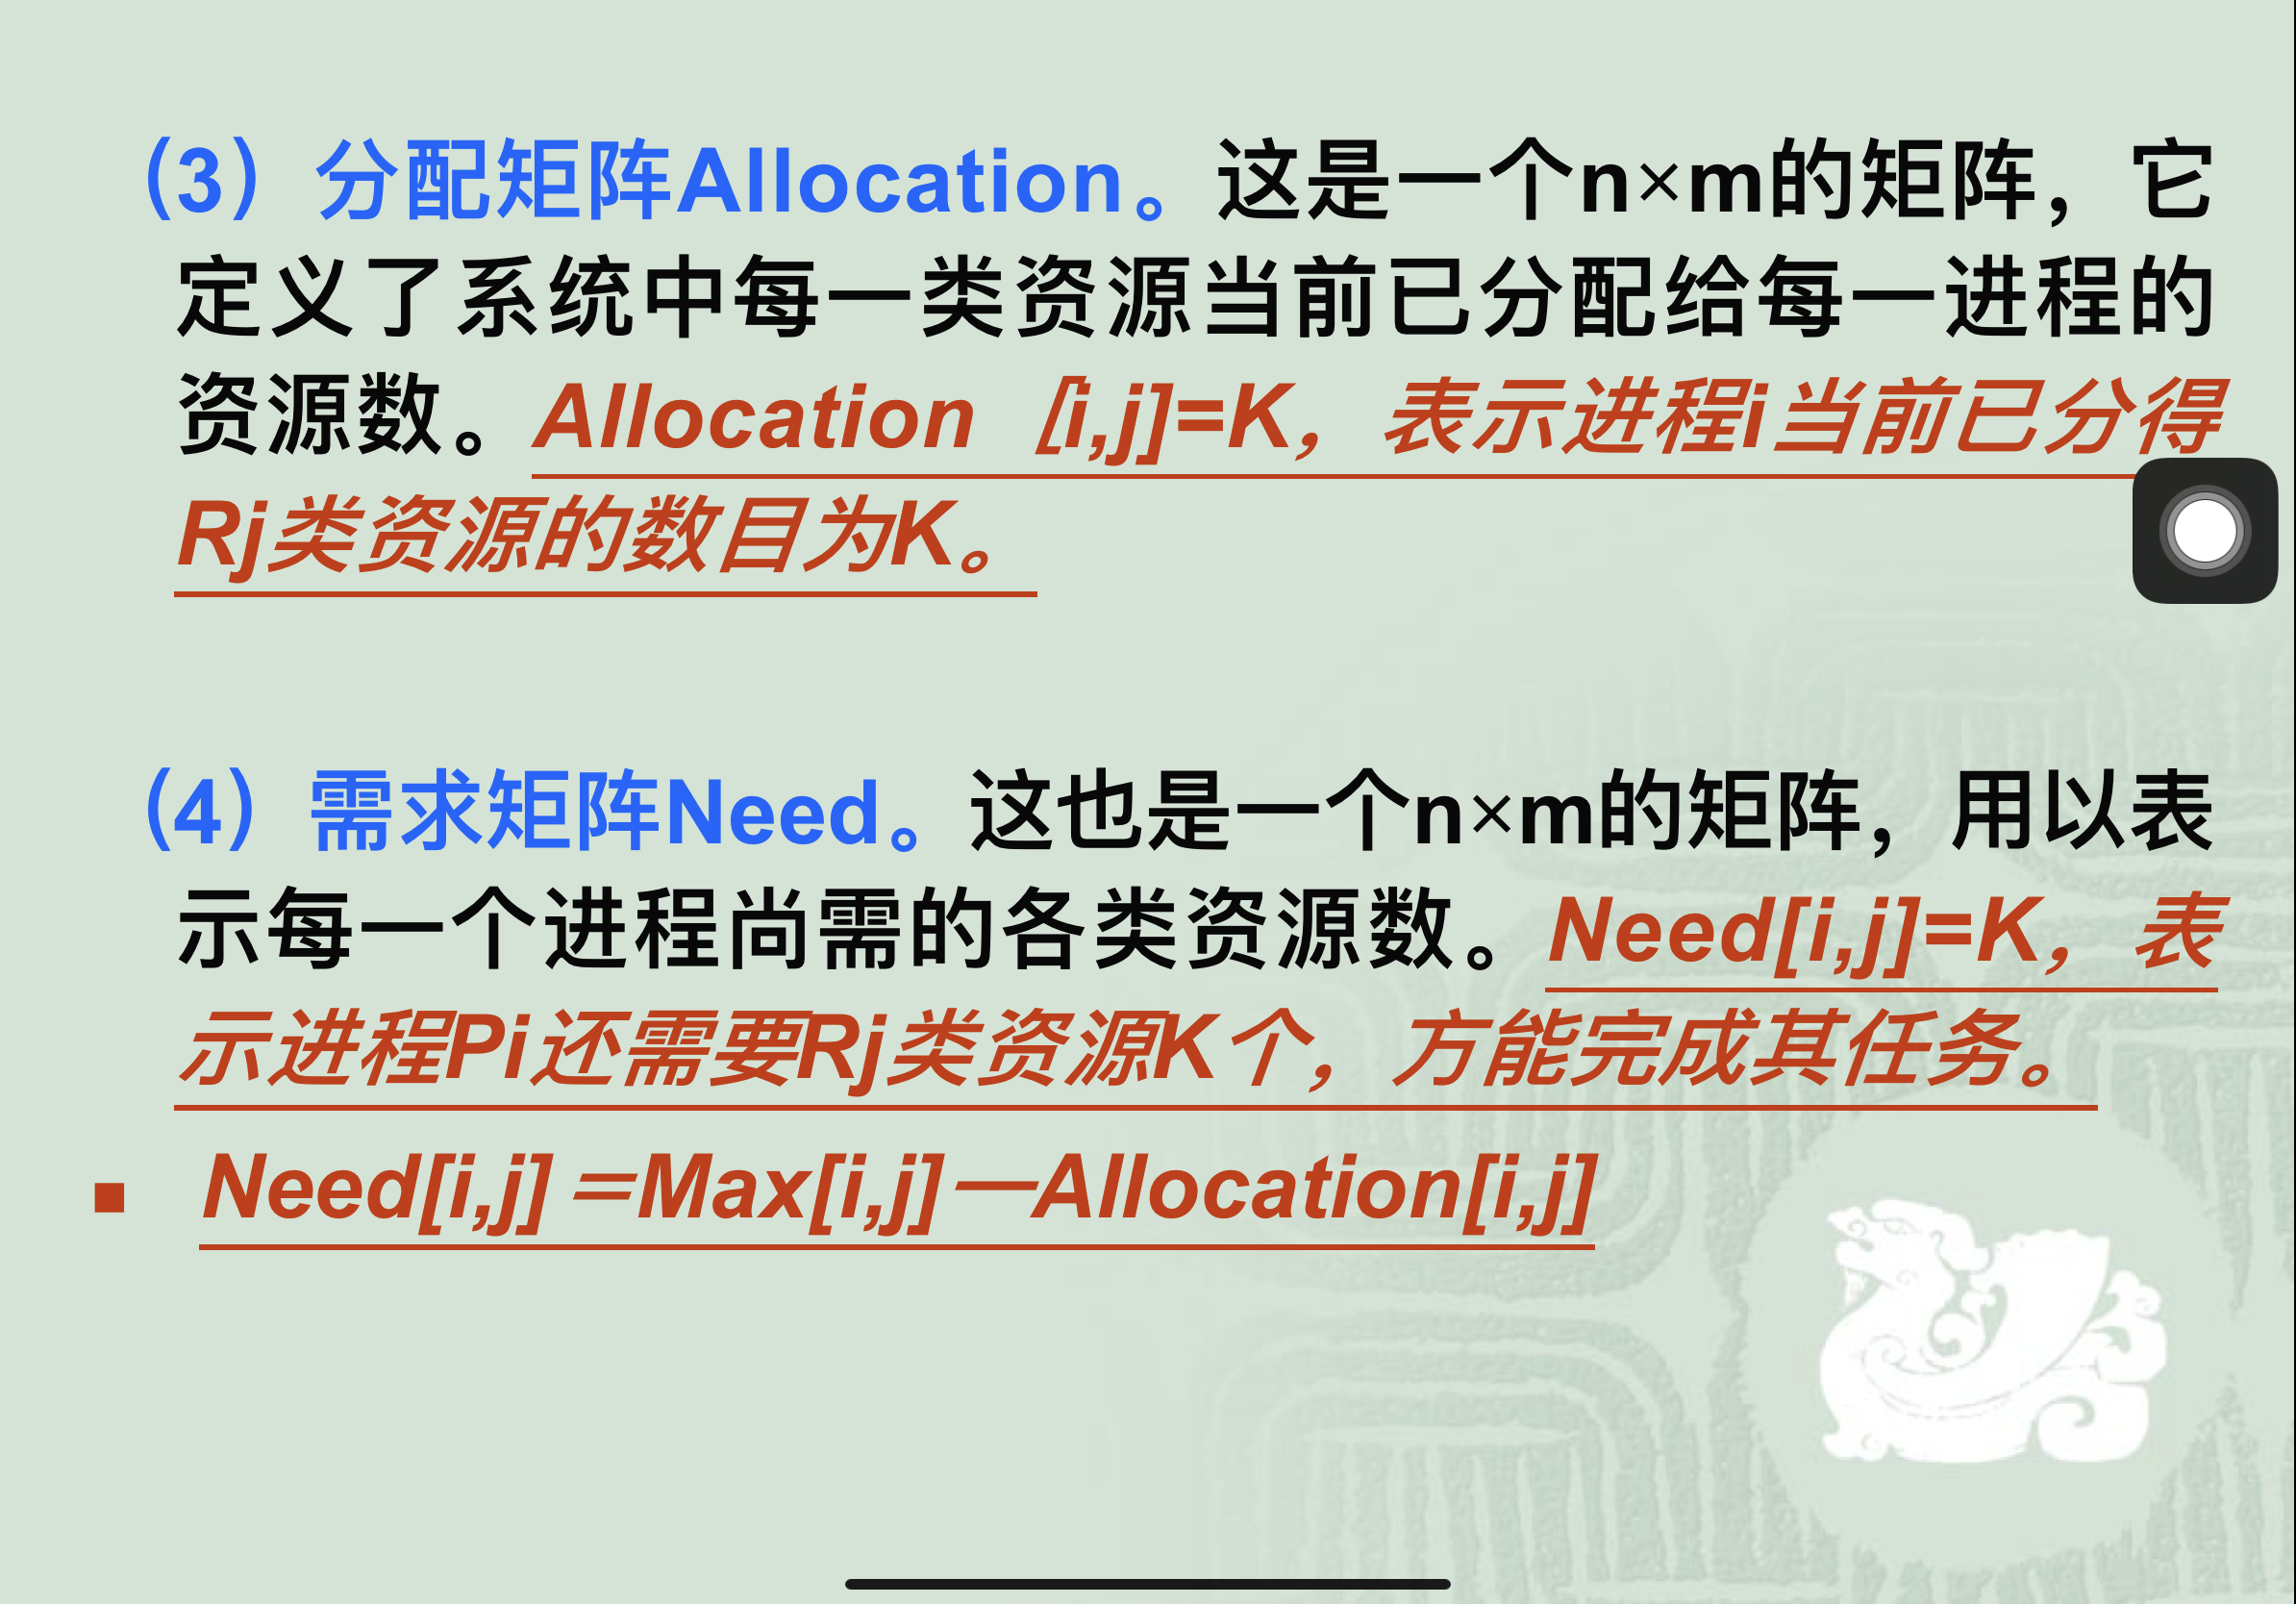 （3）分配矩阵Allocation。这是一个n×m的矩阵，它
定义了系统中每一类资源当前已分配给每一进程的
资源数。Allocation［i,j]=K，表示进程i当前已分得
Rj类资源的数目为K。
（4）需求矩阵Need。这也是一个n×m的矩阵，用以表
示每一个进程尚需的各类资源数。Need[i,j]=K，表
示进程Pi还需要Rj类资源K个，方能完成其任务。
■ Need[i,j]＝Max[i,j]—Allocation[i,j]